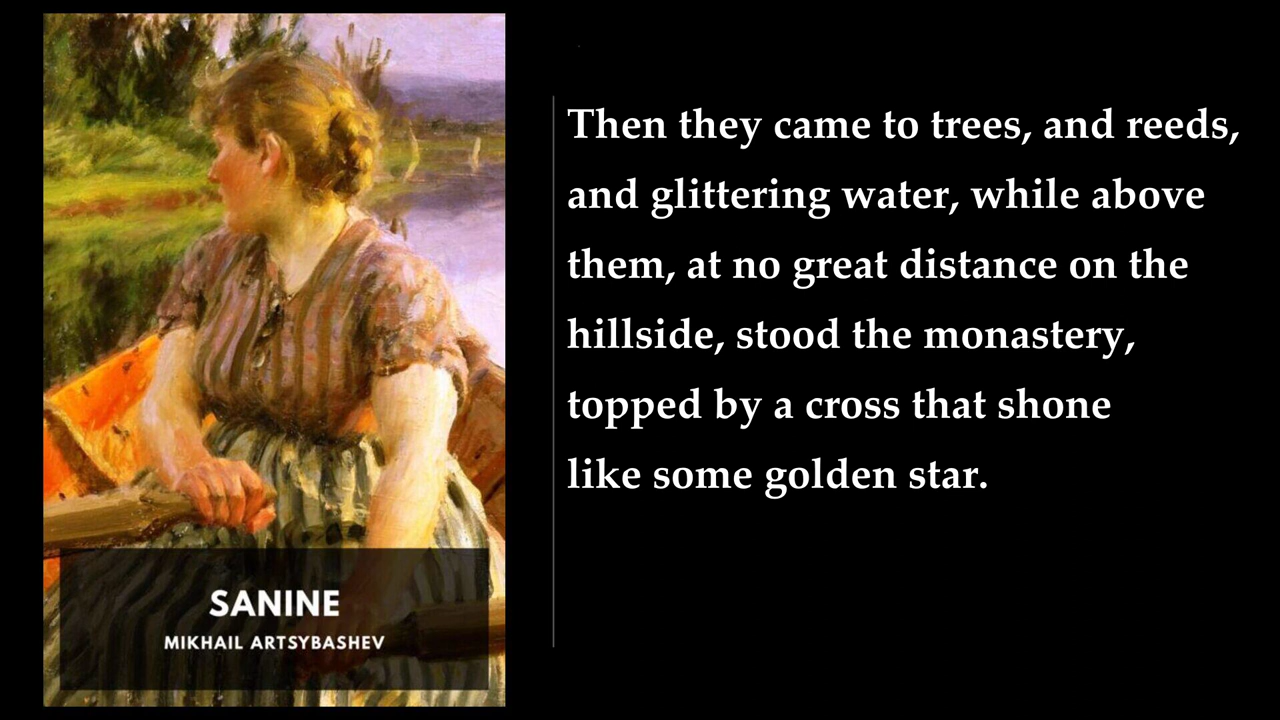 SANINE
MIKHAIL ARTSYBASHEV
Then they came to trees, and reeds,
and glittering water, while above
them, at no great distance on the
hillside, stood the monastery,
topped by a cross that shone
like some golden star.